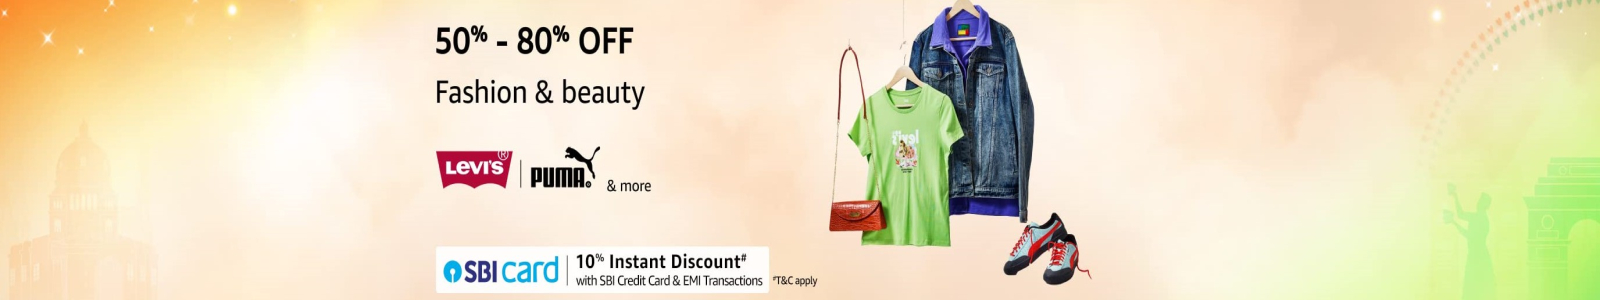 50% - 80% OFF
Fashion & beauty
LEVI'S® | PUMA® & more
SBI card | 10% Instant Discount#
with SBI Credit Card & EMI Transactions
#T&C apply